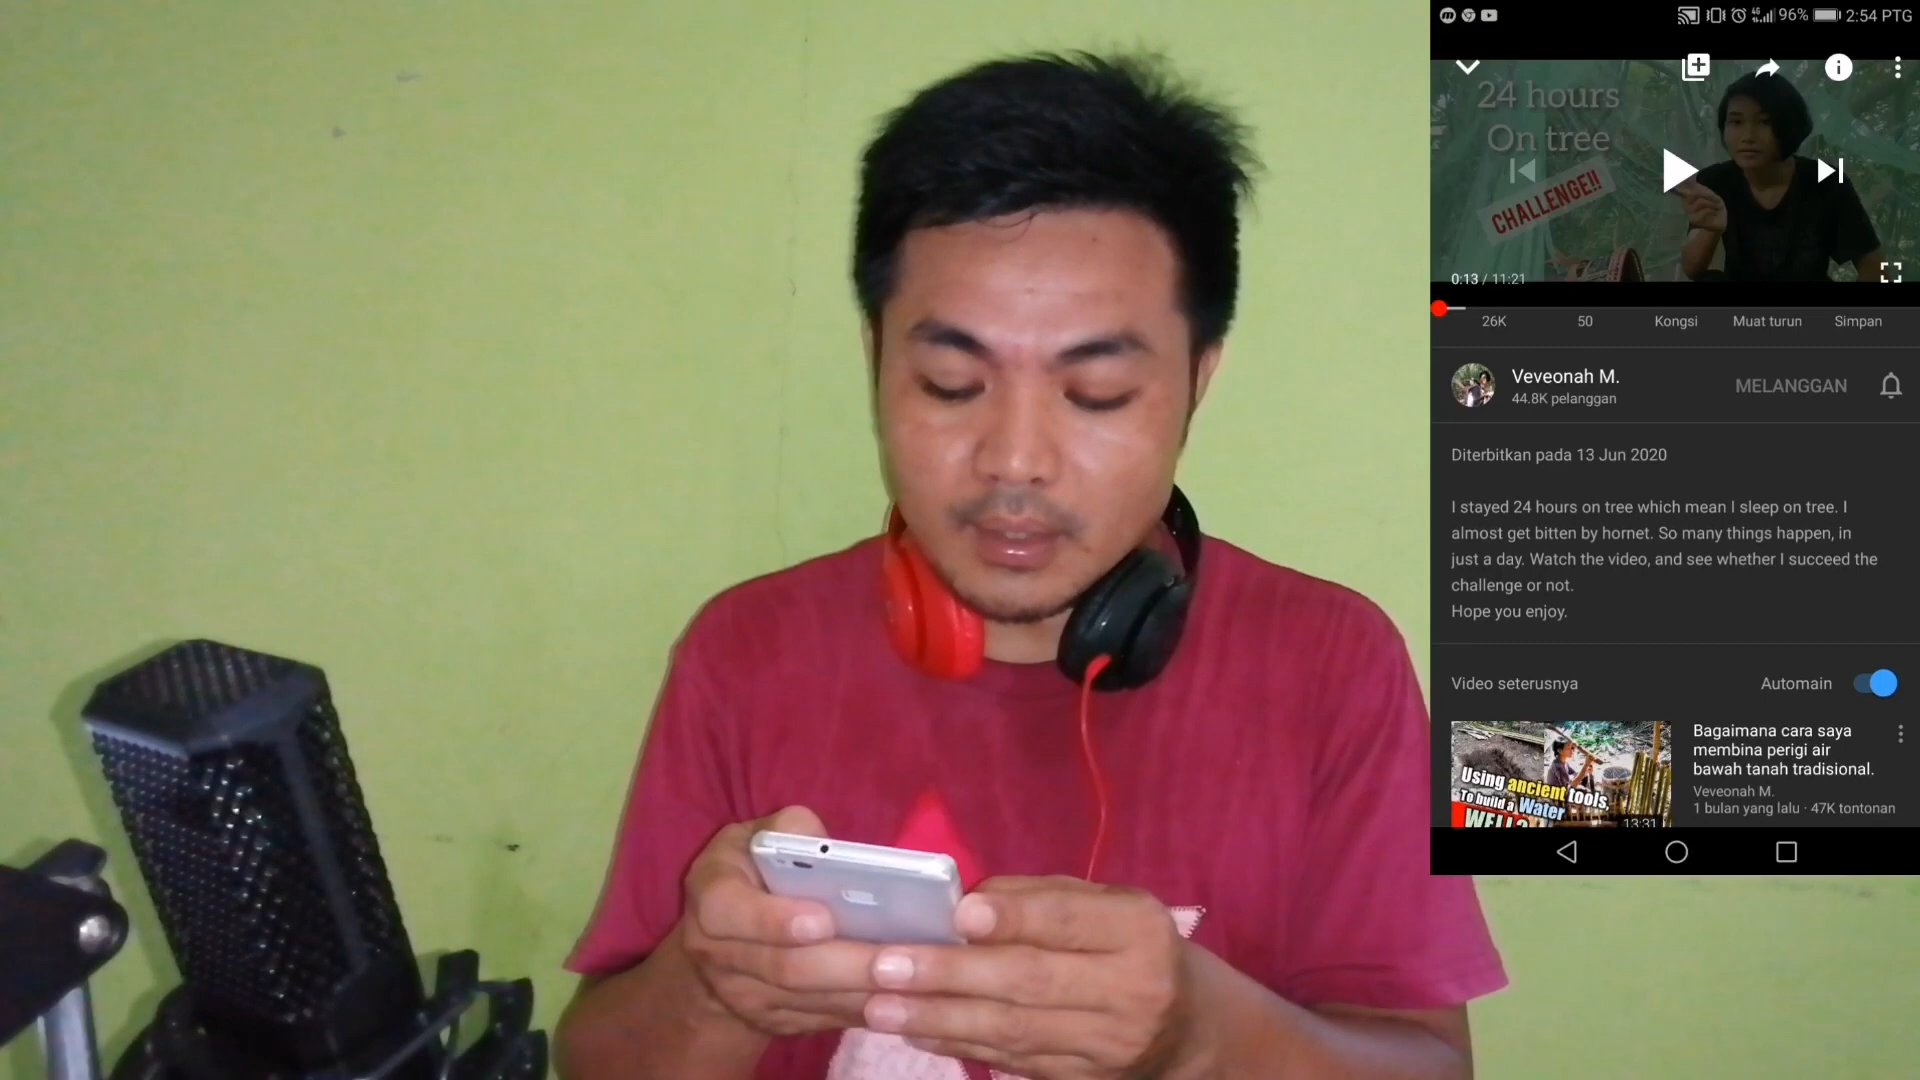 4G 96% 2:54 PTG
24 hours
On tree
CHALLENGE!!
0:13 / 11:21
26K 50 Kongsi Muat turun Simpan
Veveonah M. MELANGGAN
44.8K pelanggan
Diterbitkan pada 13 Jun 2020
I stayed 24 hours on tree which mean I sleep on tree. I
almost get bitten by hornet. So many things happen, in
just a day. Watch the video, and see whether I succeed the
challenge or not.
Hope you enjoy.
Video seterusnya Automain
Using ancient tools,
To build a Water
WELL?
13:31
Bagaimana cara saya
membina perigi air
bawah tanah tradisional.
Veveonah M.
1 bulan yang lalu · 47K tontonan